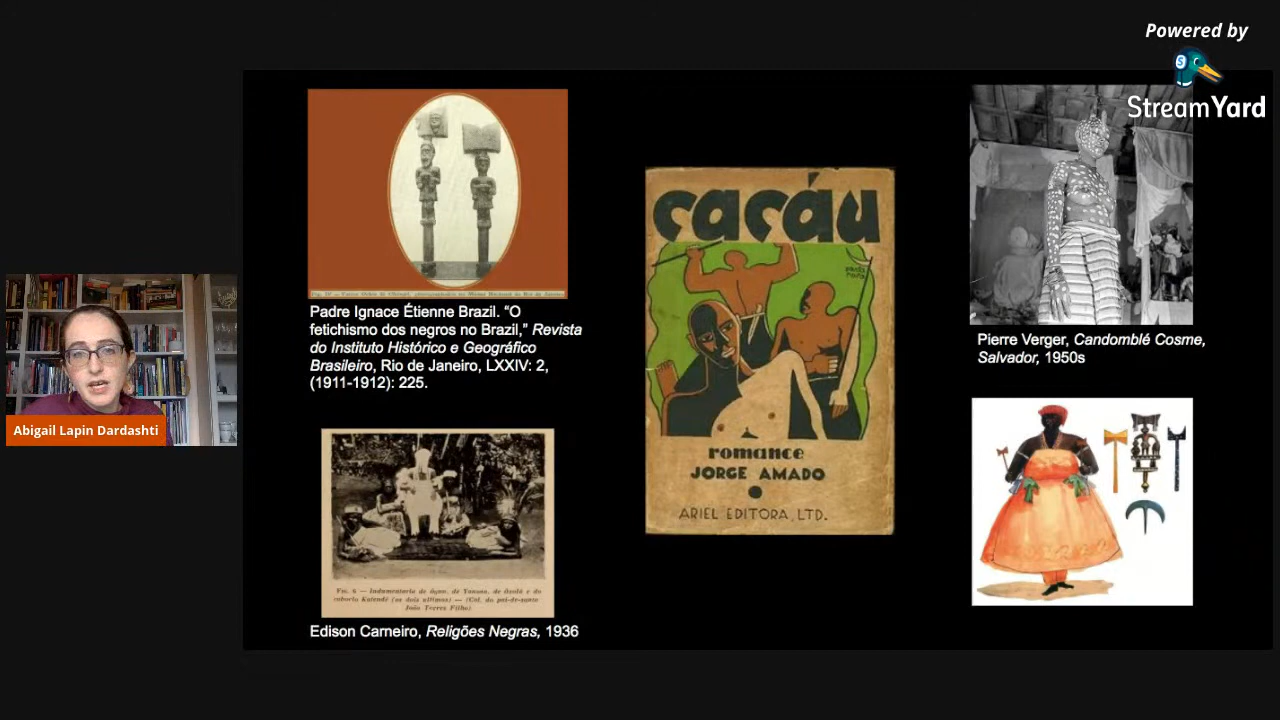 Powered by
StreamYard
Abigail Lapin Dardashti
Padre Ignace Étienne Brazil. “O
fetichismo dos negros no Brazil,” Revista
do Instituto Histórico e Geográfico
Brasileiro, Rio de Janeiro, LXXIV: 2,
(1911-1912): 225.
Edison Carneiro, Religões Negras, 1936
cacáu
romance
JORGE AMADO
ARIEL EDITORA, LTD.
Pierre Verger, Candomblé Cosme,
Salvador, 1950s